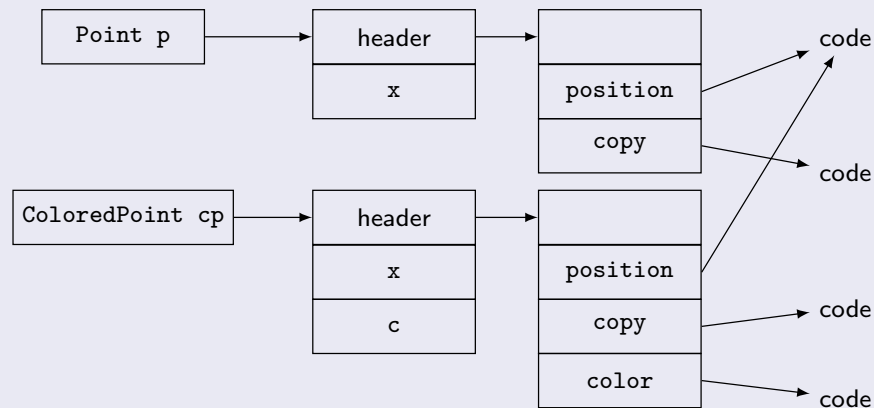 Point p
header
code
x
position
copy
code
ColoredPoint cp
header
x
position
c
copy
code
color
code